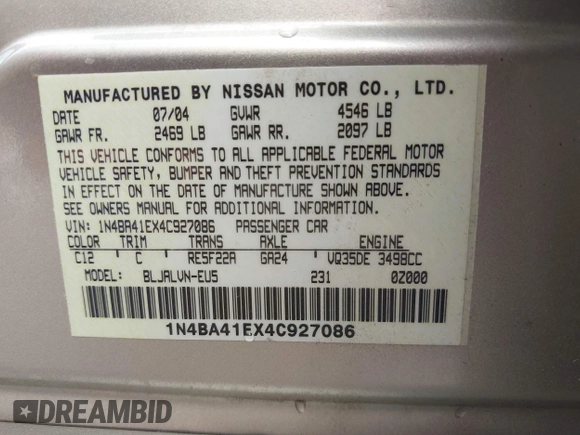 MANUFACTURED BY NISSAN MOTOR CO., LTD.
DATE 07/04 GVWR 4546 LB
GAWR FR. 2469 LB GAWR RR. 2097 LB
THIS VEHICLE CONFORMS TO ALL APPLICABLE FEDERAL MOTOR
VEHICLE SAFETY, BUMPER AND THEFT PREVENTION STANDARDS
IN EFFECT ON THE DATE OF MANUFACTURE SHOWN ABOVE.
SEE OWNERS MANUAL FOR ADDITIONAL INFORMATION.
VIN: 1N4BA41EX4C927086 PASSENGER CAR
COLOR TRIM TRANS AXLE ENGINE
C12 C RE5F22A GA24 VQ35DE 3498CC
MODEL: BLJALVN-EU5 231 0Z000
1N4BA41EX4C927086
DREAMBID